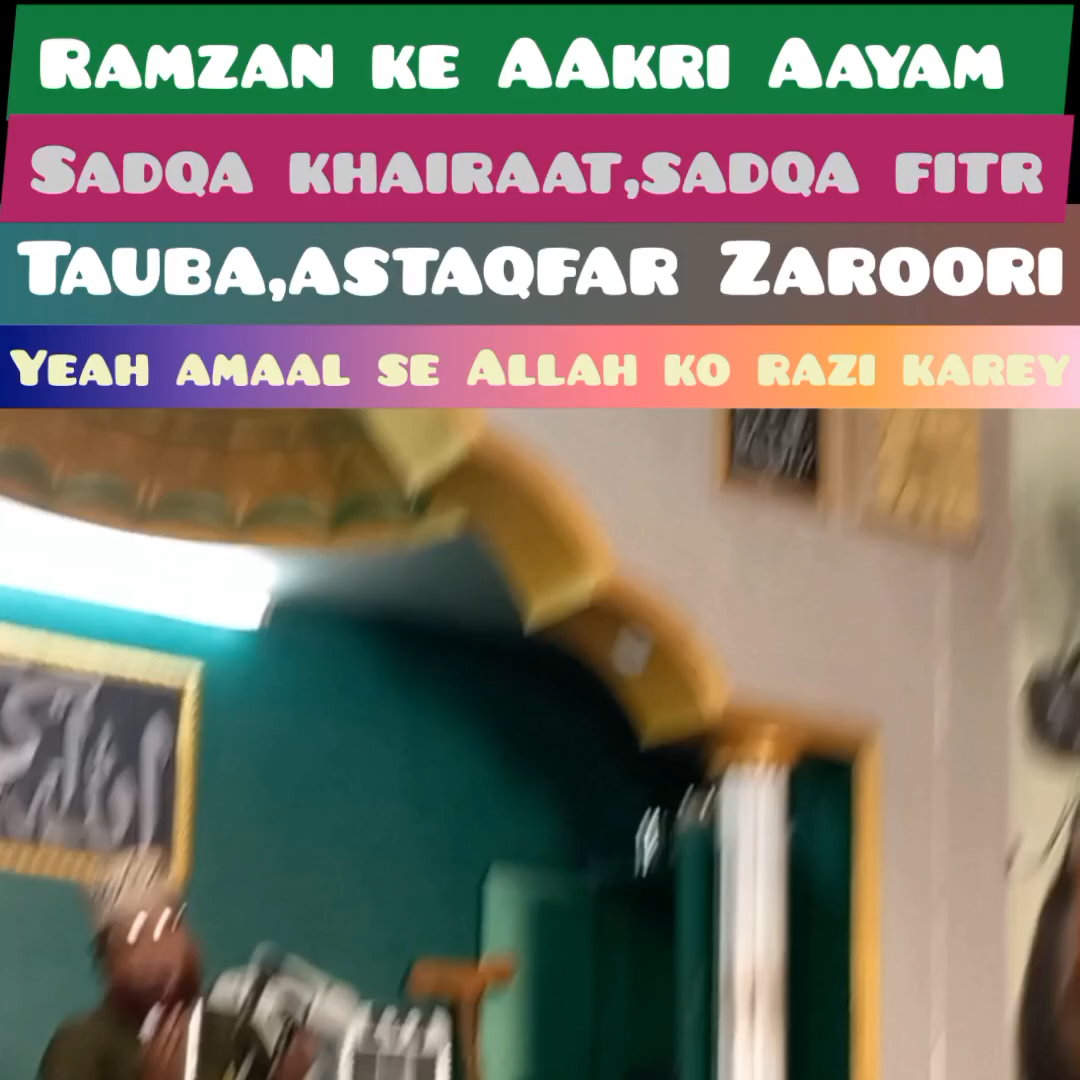 Ramzan ke AAkri Aayam
Sadqa khairaat,sadqa fitr
Tauba,astaqfar Zaroori
Yeah amaal se Allah ko razi karey